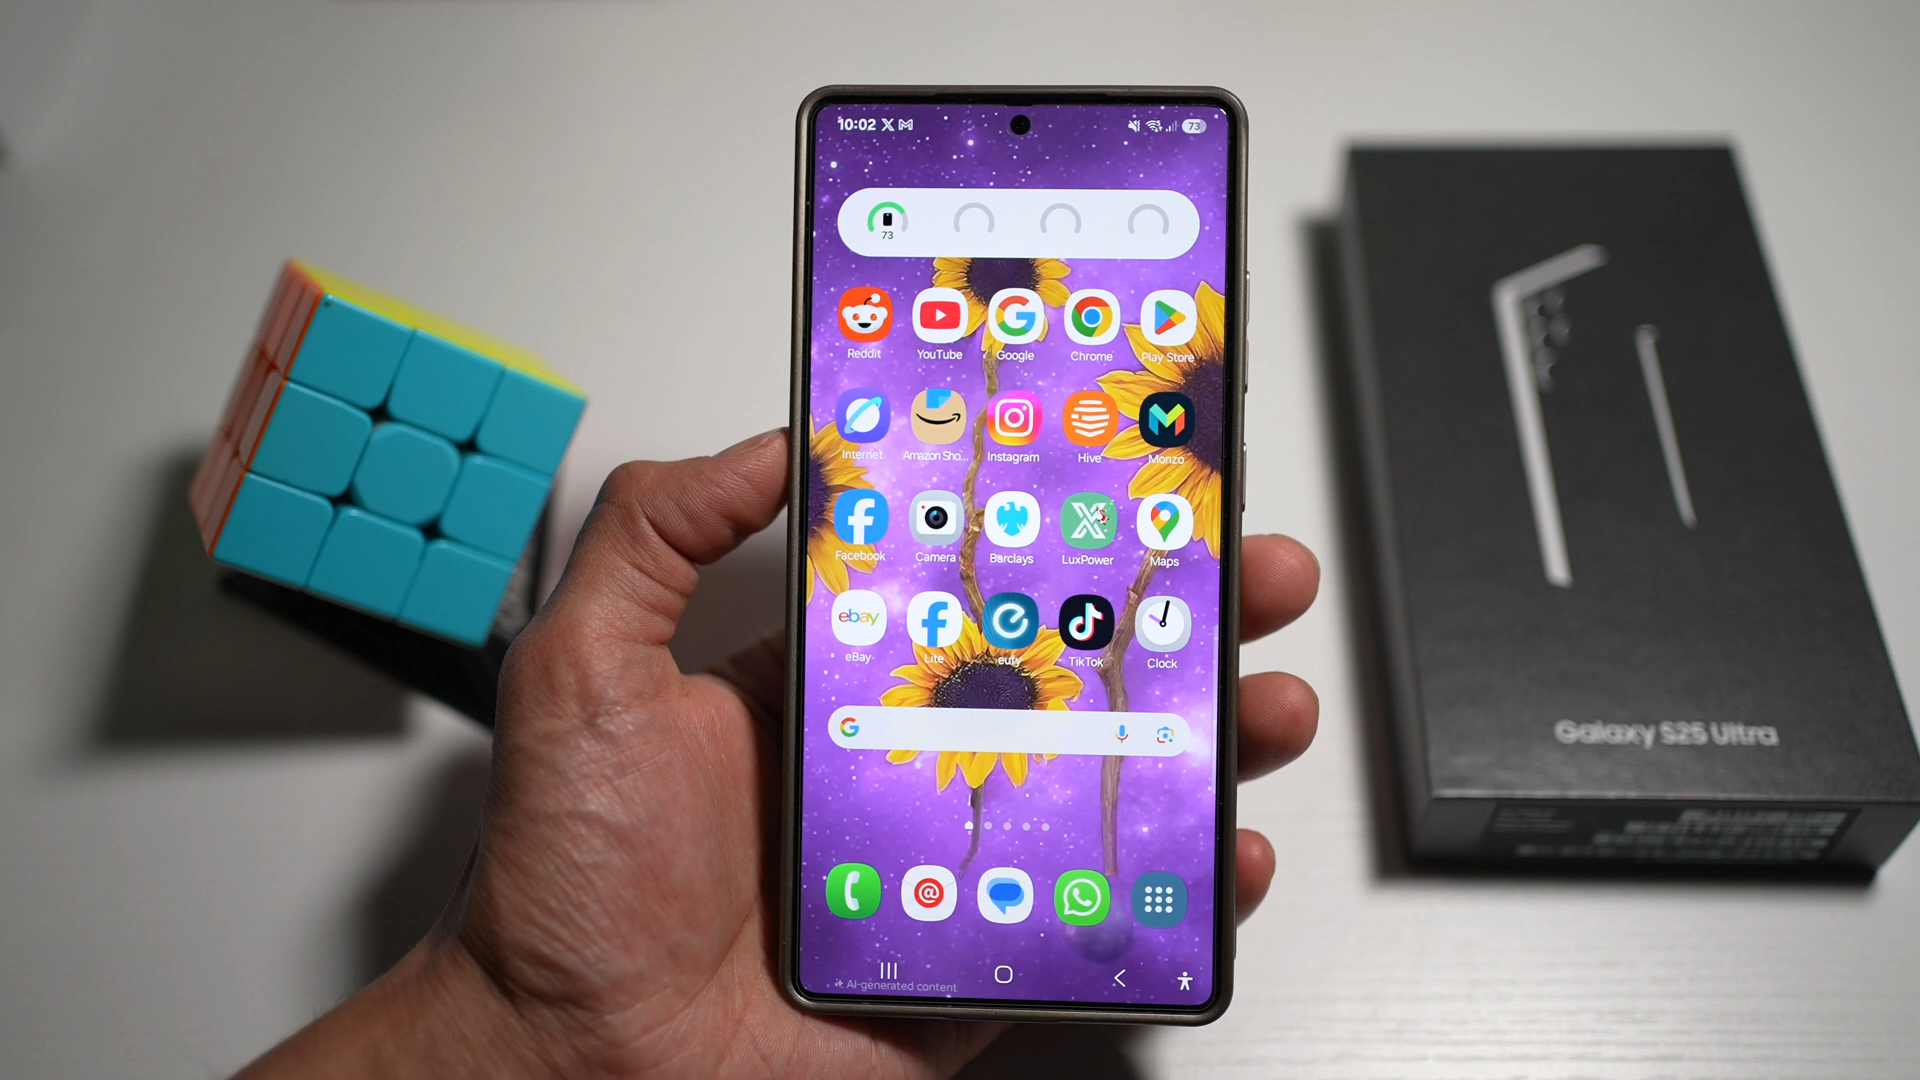 10:02
73
73
Reddit YouTube Google Chrome Play Store
Internet Amazon Sho... Instagram Hive Monzo
Facebook Camera Barclays LuxPower Maps
ebay
eBay Lite eufy TikTok Clock
AI-generated content
Galaxy S25 Ultra